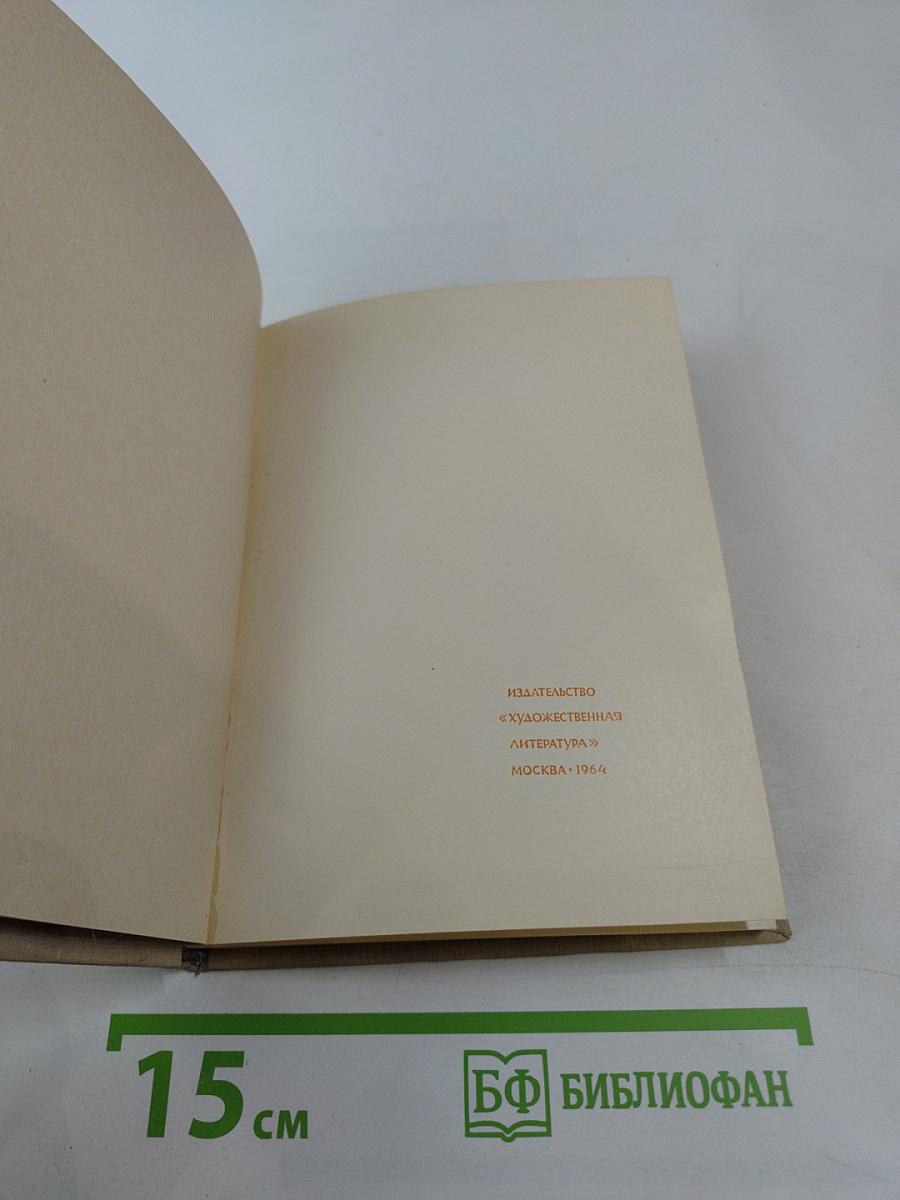 ИЗДАТЕЛЬСТВО
«ХУДОЖЕСТВЕННАЯ
ЛИТЕРАТУРА»
МОСКВА · 1964
15 см
БФ БИБЛИОФАН